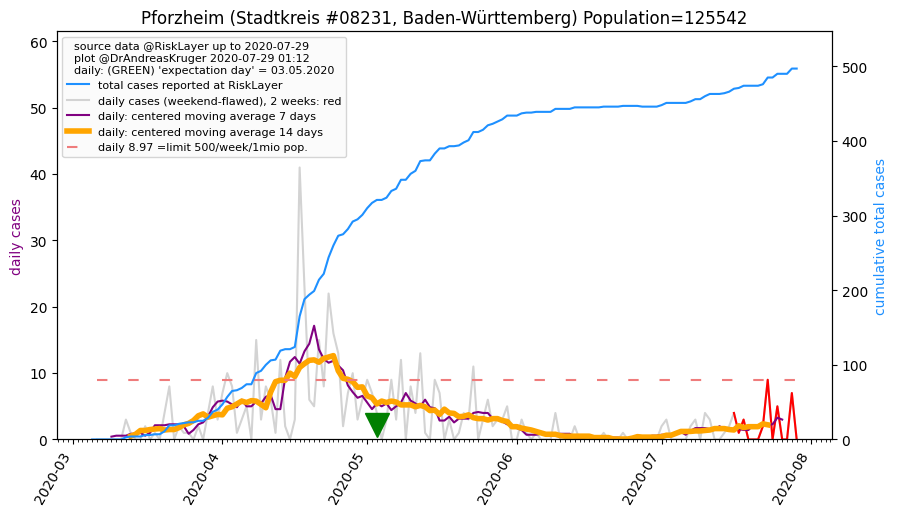 Pforzheim (Stadtkreis #08231, Baden-Württemberg) Population=125542
source data @RiskLayer up to 2020-07-29
plot @DrAndreasKruger 2020-07-29 01:12
daily: (GREEN) 'expectation day' = 03.05.2020
total cases reported at RiskLayer
daily cases (weekend-flawed), 2 weeks: red
daily: centered moving average 7 days
daily: centered moving average 14 days
daily 8.97 =limit 500/week/1mio pop.
daily cases
60
50
40
30
20
10
0
cumulative total cases
500
400
300
200
100
0
2020-03
2020-04
2020-05
2020-06
2020-07
2020-08